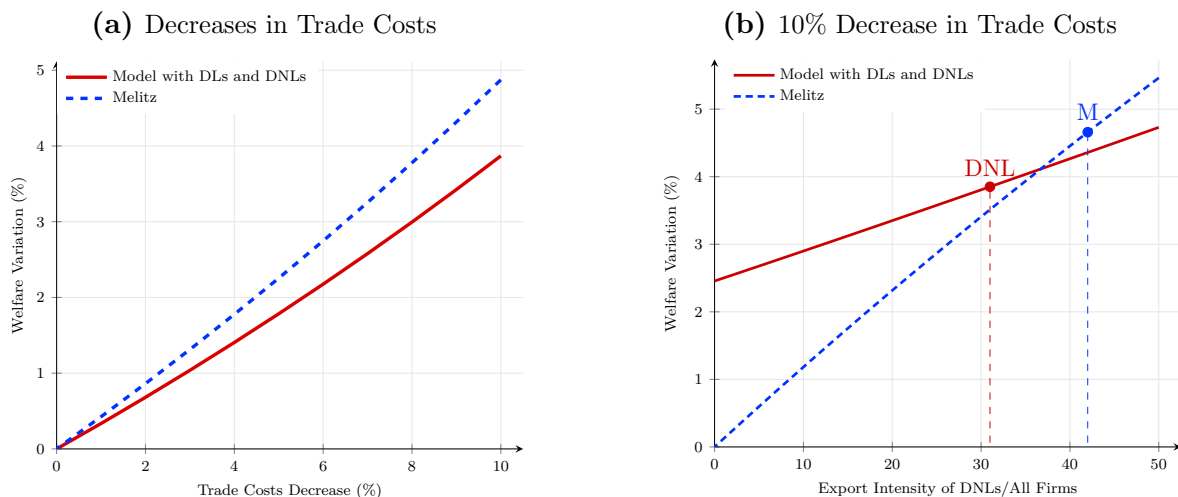 (a) Decreases in Trade Costs
Model with DLs and DNLs
Melitz
Welfare Variation (%)
5
4
3
2
1
0
0 2 4 6 8 10
Trade Costs Decrease (%)
(b) 10% Decrease in Trade Costs
Model with DLs and DNLs
Melitz
M
DNL
Welfare Variation (%)
5
4
3
2
1
0
0 10 20 30 40 50
Export Intensity of DNLs/All Firms